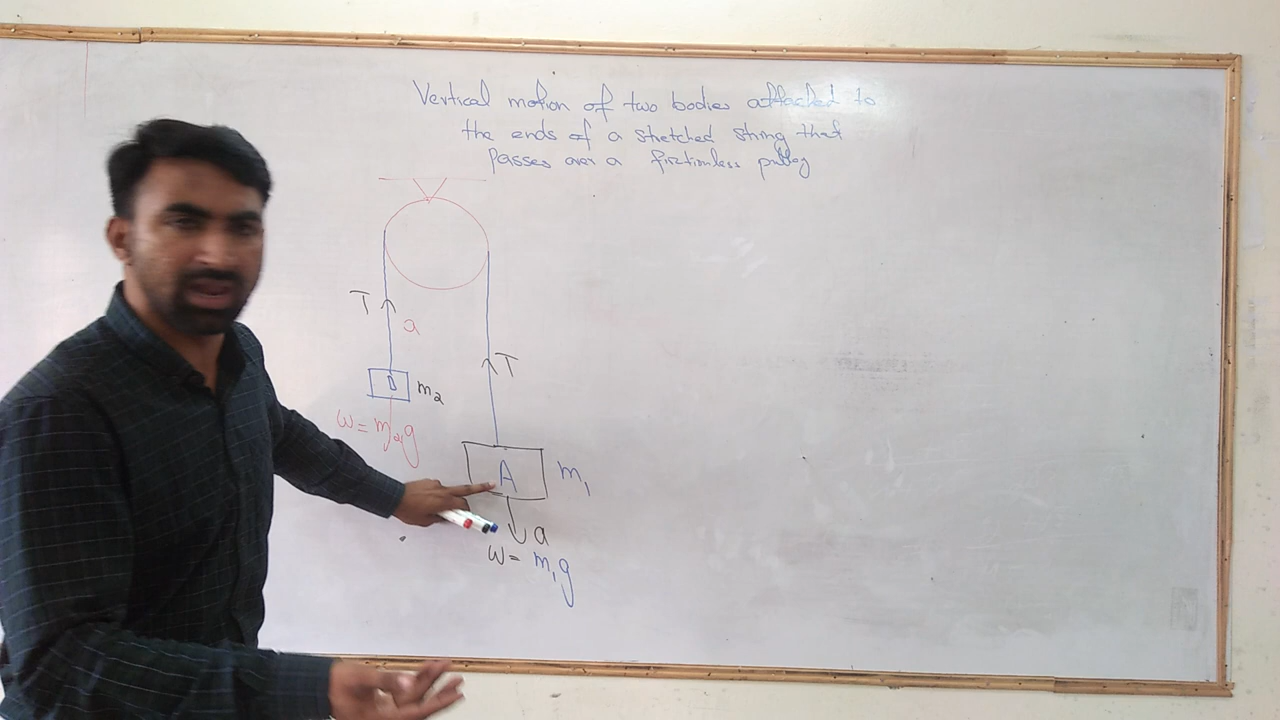 Vertical motion of two bodies attached to
the ends of a stretched string that
passes over a frictionless pulley
T
a
T
m₂
w = m₂g
A
m₁
a
w = m₁g